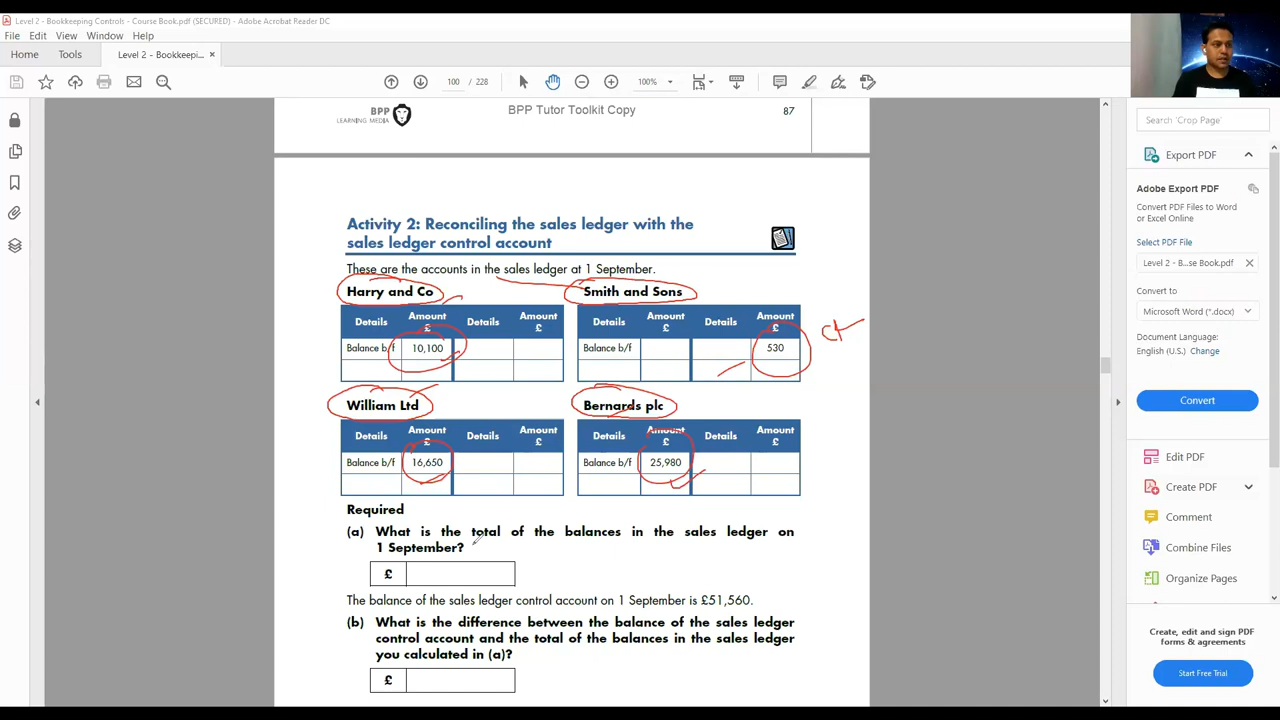 Level 2 - Bookkeeping Controls - Course Book.pdf (SECURED) - Adobe Acrobat Reader DC
File Edit View Window Help
Home Tools Level 2 - Bookkeepi... ×
100 / 228 100%
BPP
LEARNING MEDIA
BPP Tutor Toolkit Copy
87
Activity 2: Reconciling the sales ledger with the
sales ledger control account
These are the accounts in the sales ledger at 1 September.
Harry and Co
Details Amount £ Details Amount £
Balance b/f 10,100
Smith and Sons
Details Amount £ Details Amount £
Balance b/f 530
cr
William Ltd
Details Amount £ Details Amount £
Balance b/f 16,650
Bernards plc
Details Amount £ Details Amount £
Balance b/f 25,980
Required
(a) What is the total of the balances in the sales ledger on
1 September?
£
The balance of the sales ledger control account on 1 September is £51,560.
(b) What is the difference between the balance of the sales ledger
control account and the total of the balances in the sales ledger
you calculated in (a)?
£
Search 'Crop Page'
Export PDF
Adobe Export PDF
Convert PDF Files to Word
or Excel Online
Select PDF File
Level 2 - B...se Book.pdf
Convert to
Microsoft Word (*.docx)
Document Language:
English (U.S.) Change
Convert
Edit PDF
Create PDF
Comment
Combine Files
Organize Pages
Create, edit and sign PDF
forms & agreements
Start Free Trial